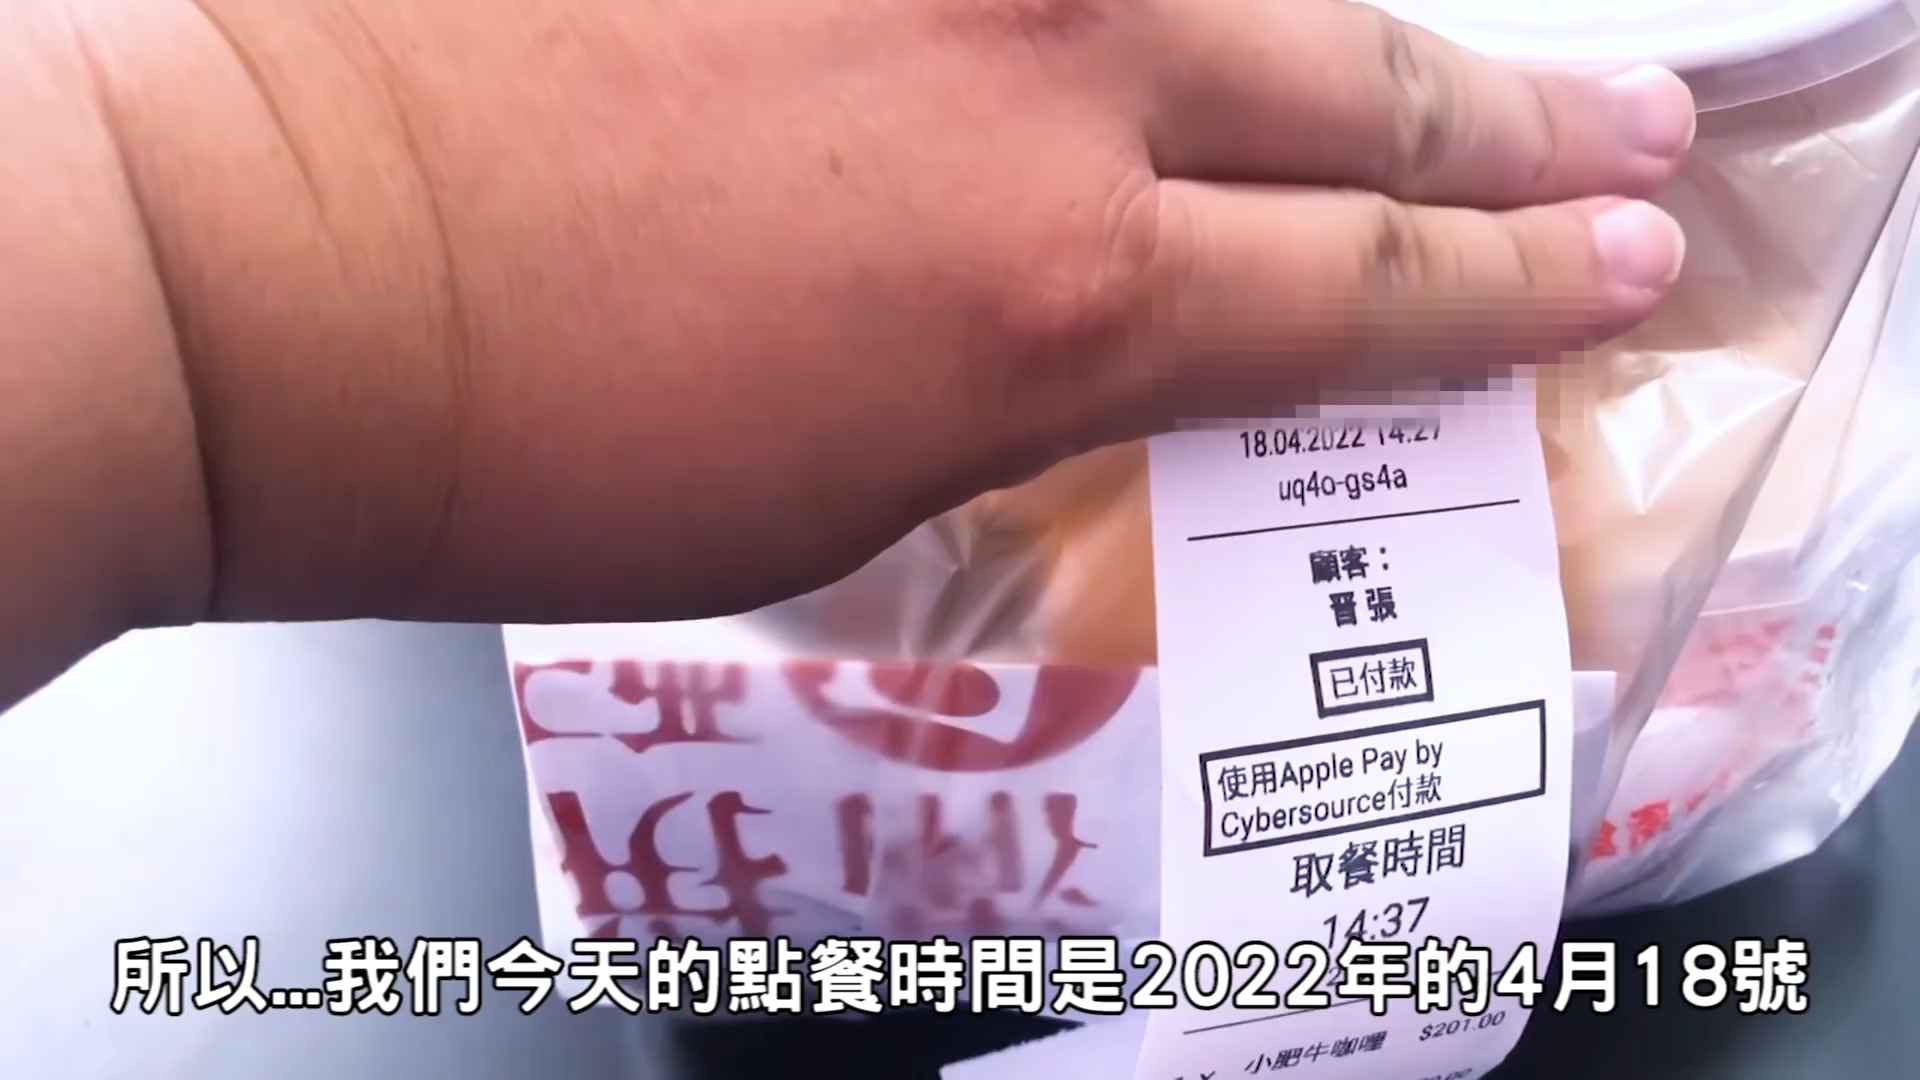 18.04.2022 14:27
uq4o-gs4a
顧客：
晉 張
已付款
使用Apple Pay by
Cybersource付款
取餐時間
14:37
所以...我們今天的點餐時間是2022年的4月18號
小肥牛咖哩 $201.00